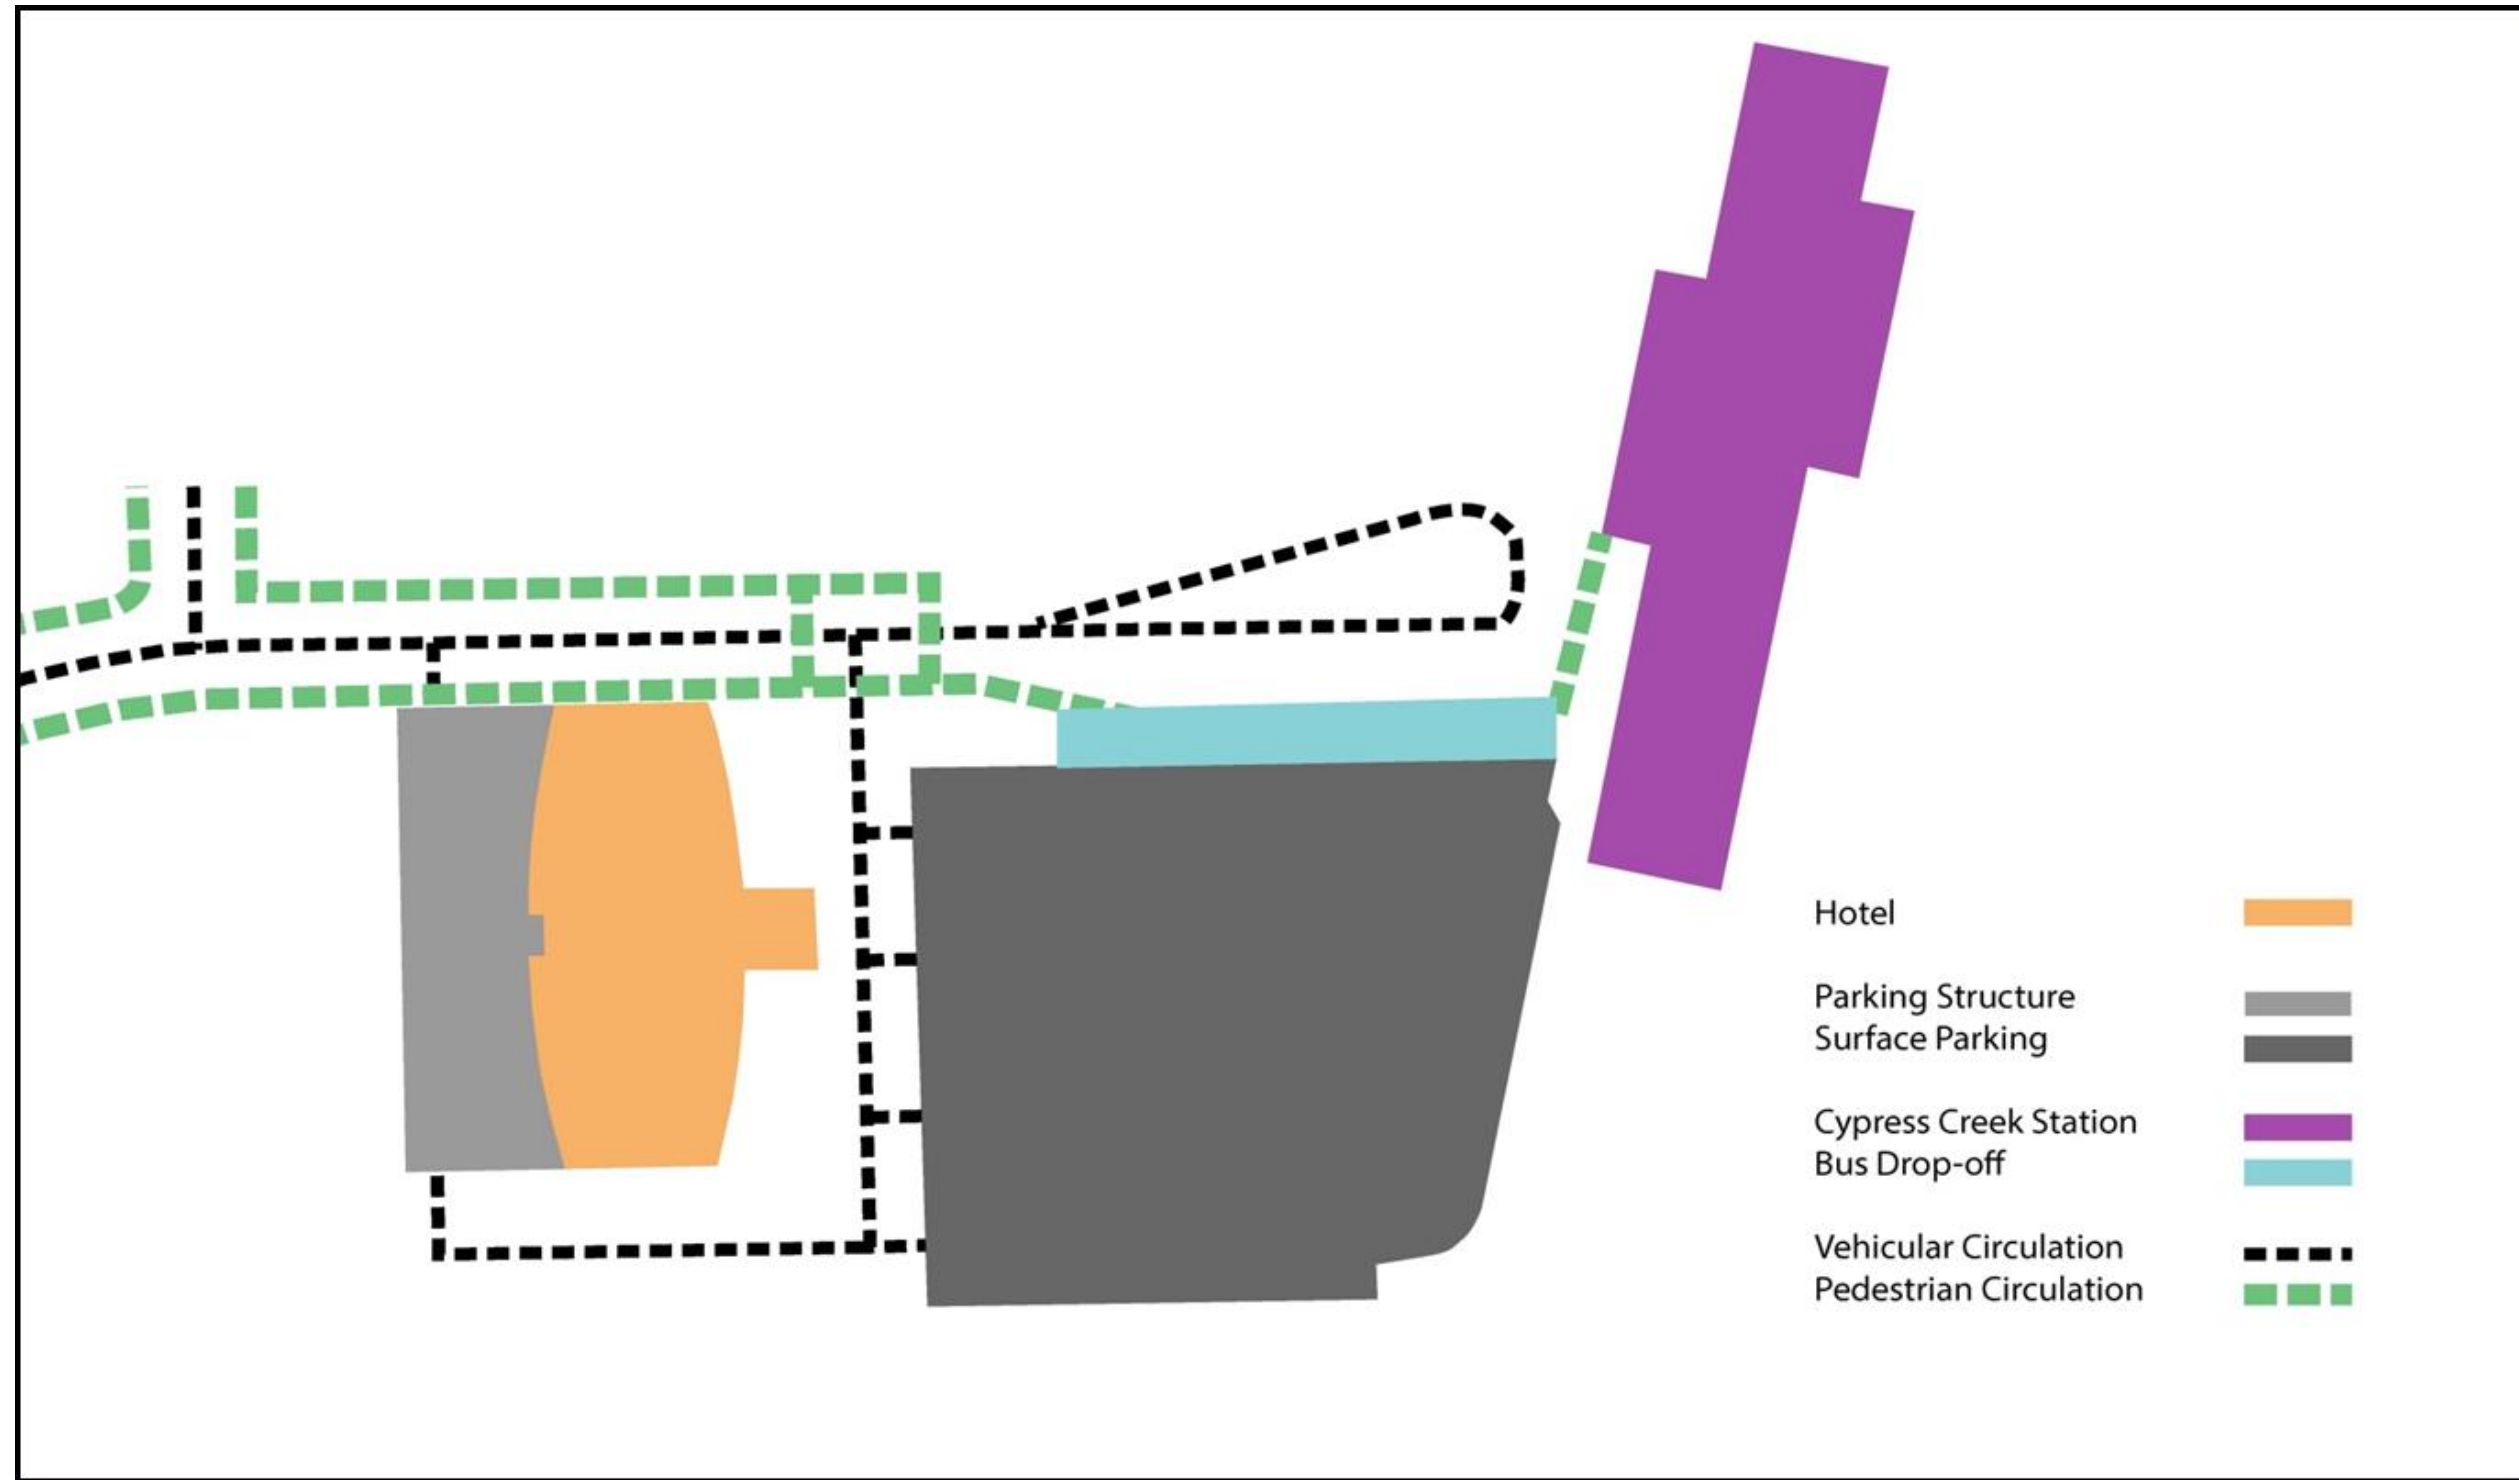 Hotel
Parking Structure
Surface Parking
Cypress Creek Station
Bus Drop-off
Vehicular Circulation
Pedestrian Circulation